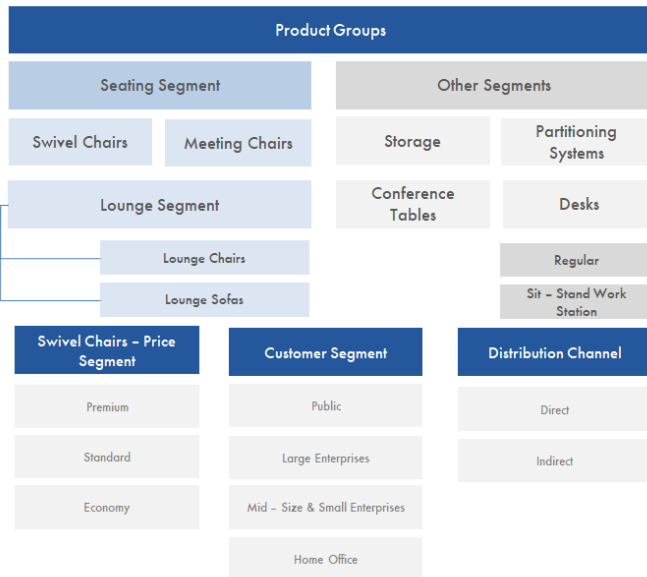 Product Groups
Seating Segment
Other Segments
Swivel Chairs
Meeting Chairs
Storage
Partitioning
Systems
Lounge Segment
Conference
Tables
Desks
Lounge Chairs
Regular
Lounge Sofas
Sit – Stand Work
Station
Swivel Chairs – Price
Segment
Customer Segment
Distribution Channel
Premium
Public
Direct
Standard
Large Enterprises
Indirect
Economy
Mid – Size & Small Enterprises
Home Office